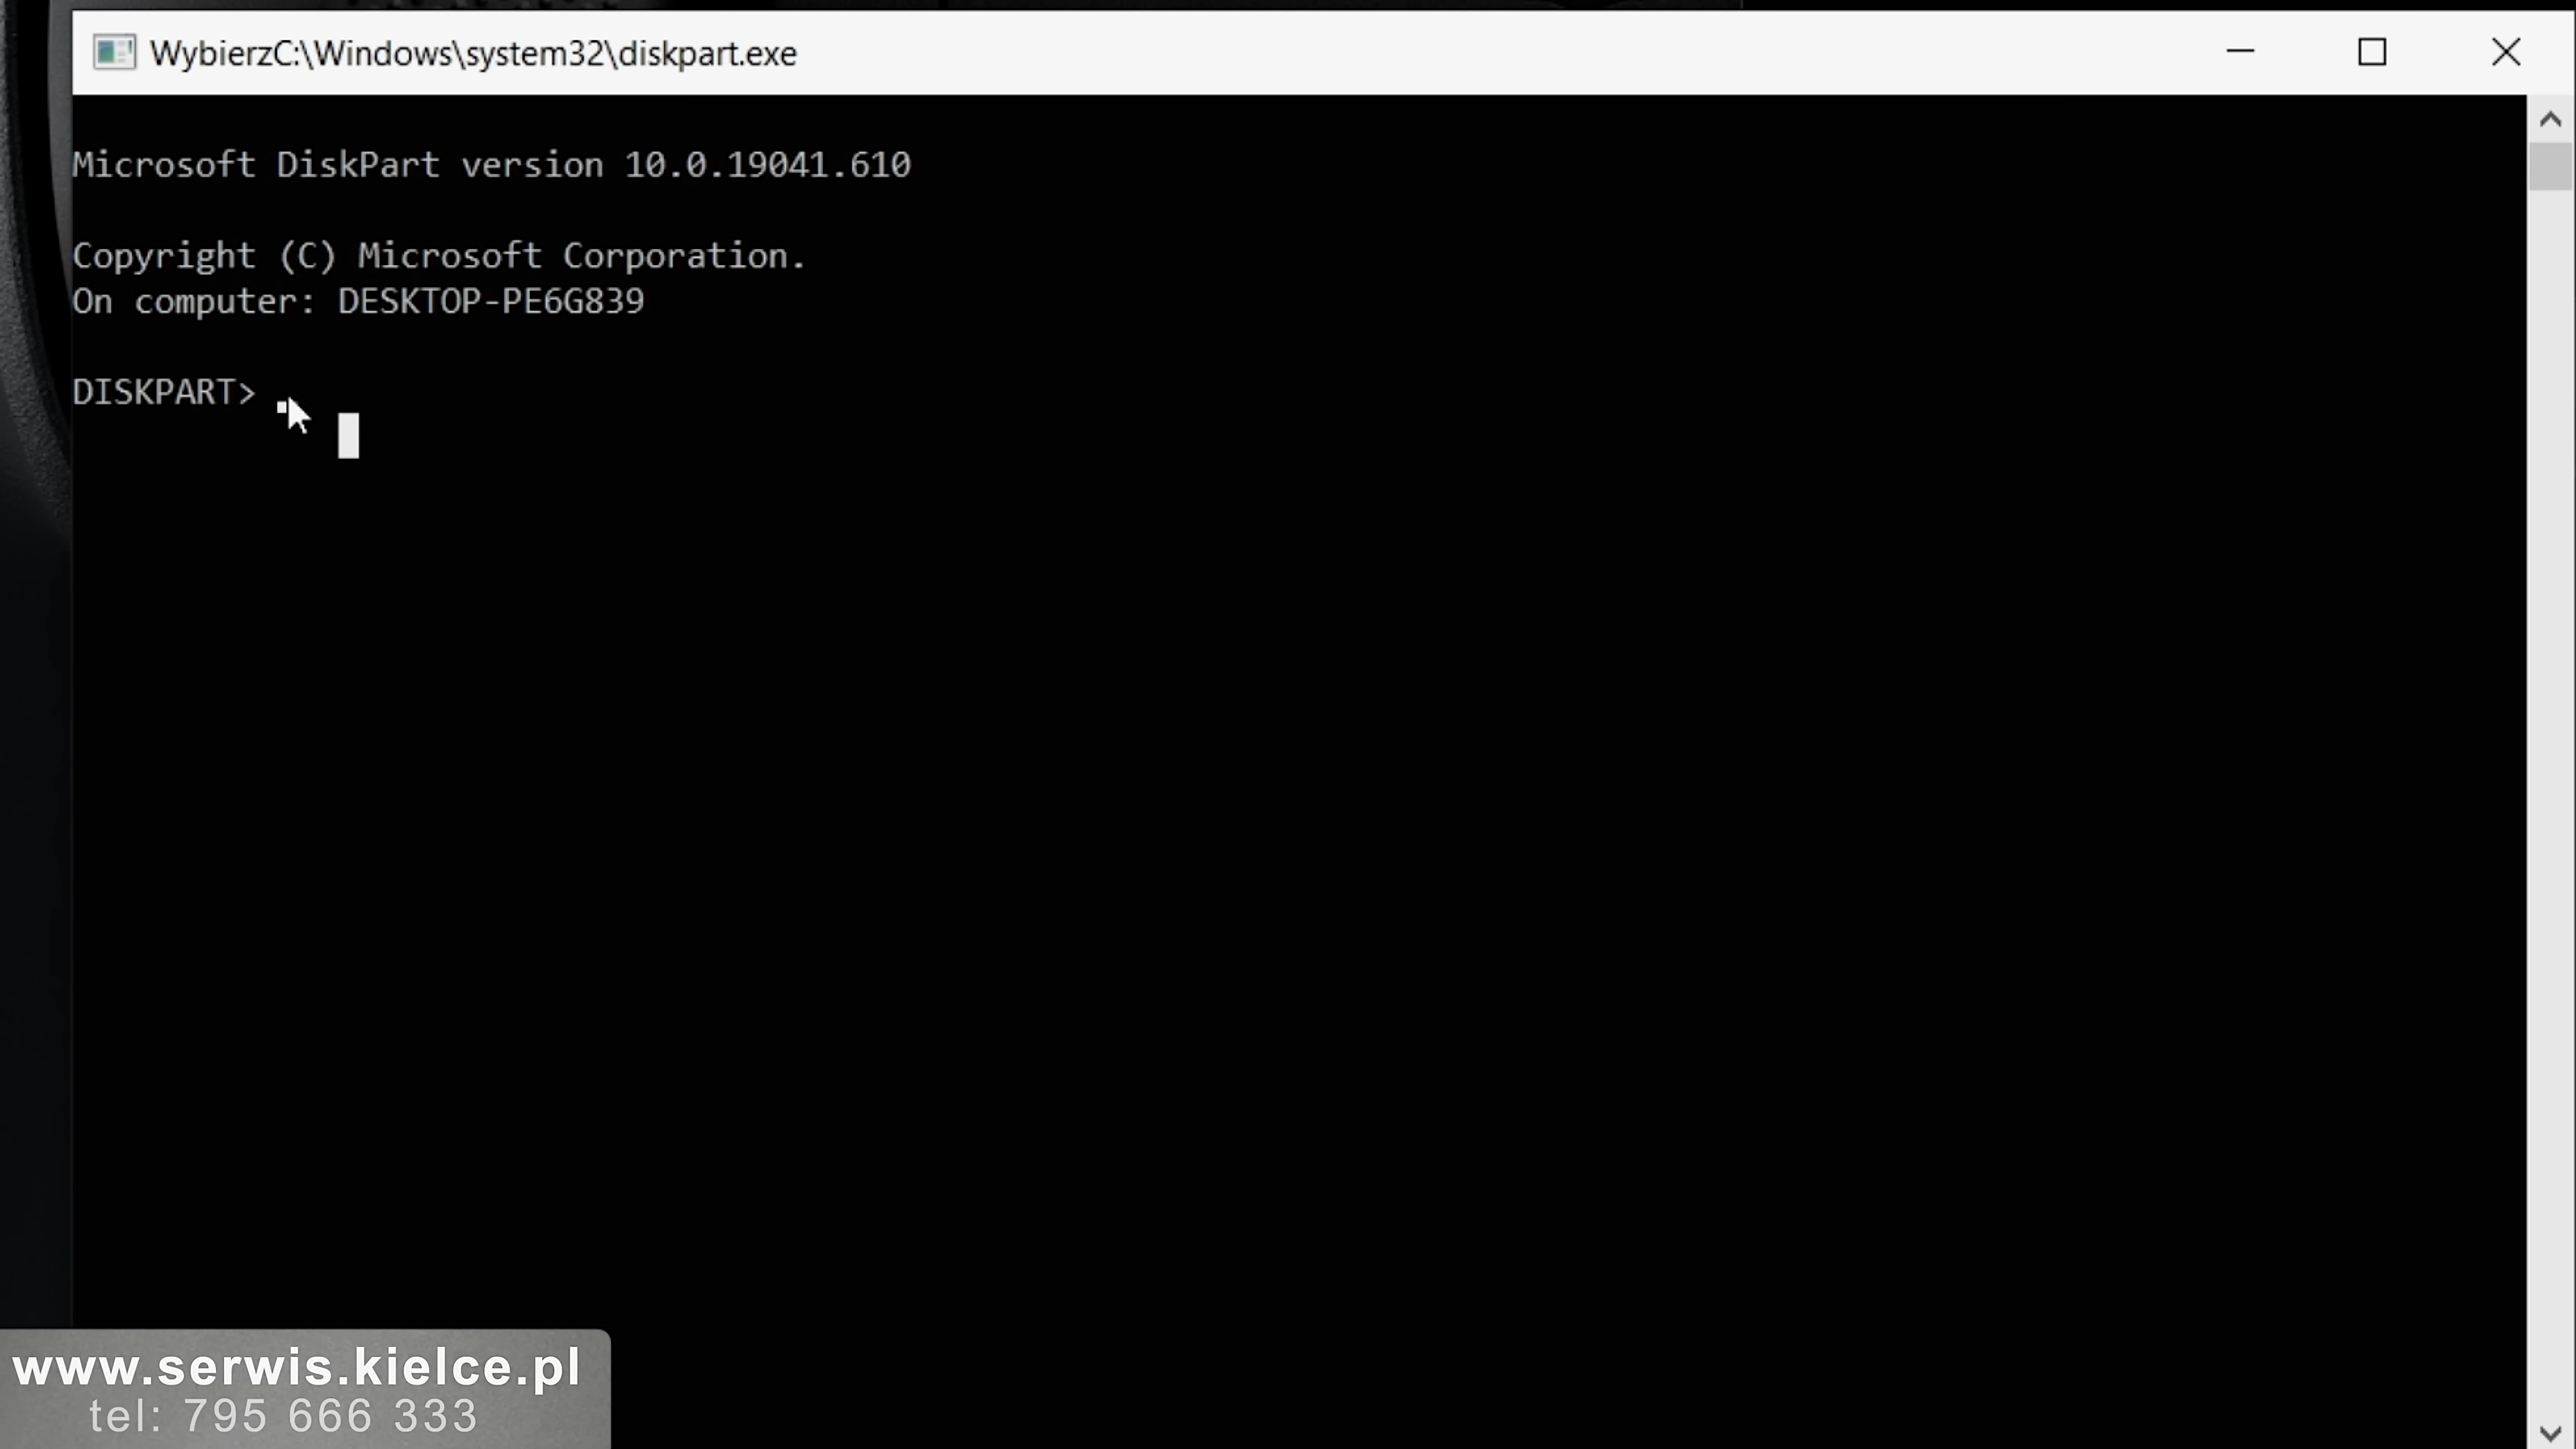 WybierzC:\Windows\system32\diskpart.exe
Microsoft DiskPart version 10.0.19041.610
Copyright (C) Microsoft Corporation.
On computer: DESKTOP-PE6G839
DISKPART>
www.serwis.kielce.pl
tel: 795 666 333